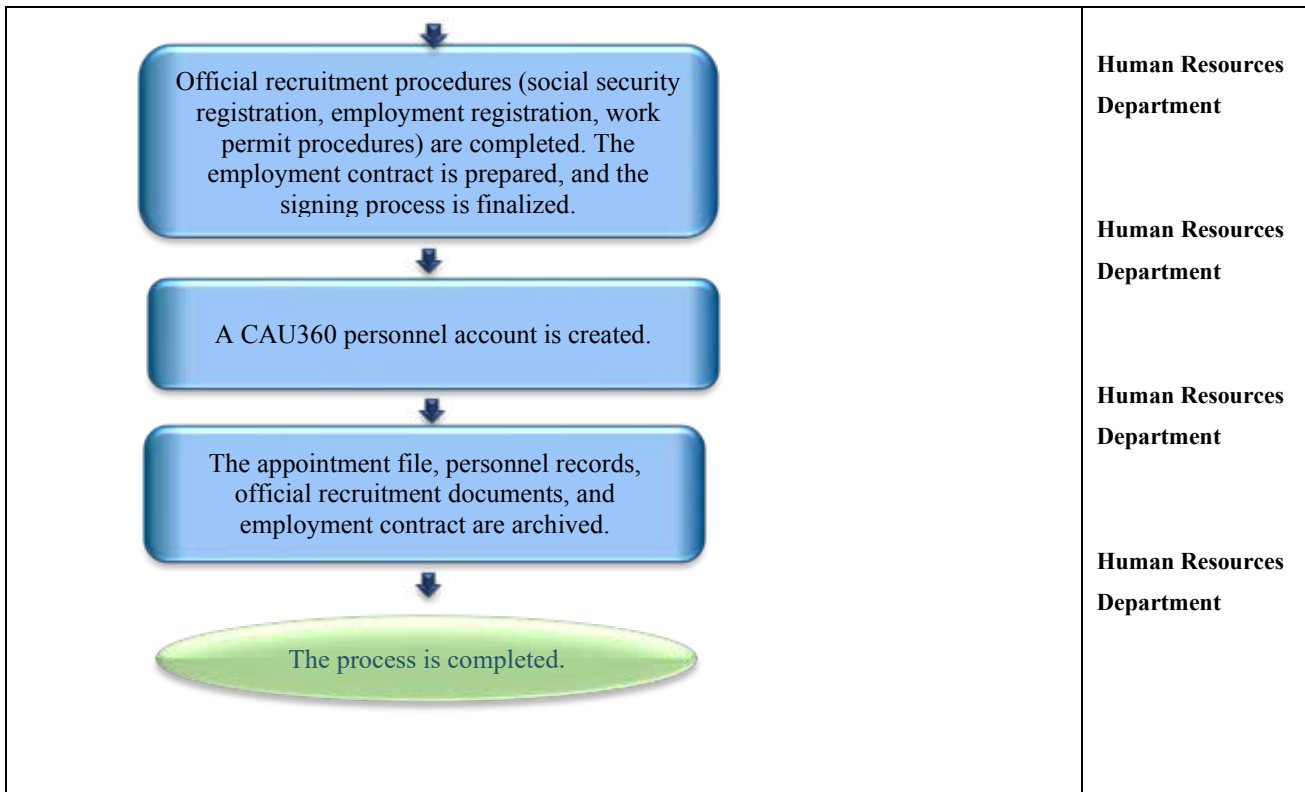 Official recruitment procedures (social security
registration, employment registration, work
permit procedures) are completed. The
employment contract is prepared, and the
signing process is finalized.
Human Resources
Department
A CAU360 personnel account is created.
Human Resources
Department
The appointment file, personnel records,
official recruitment documents, and
employment contract are archived.
Human Resources
Department
The process is completed.
Human Resources
Department